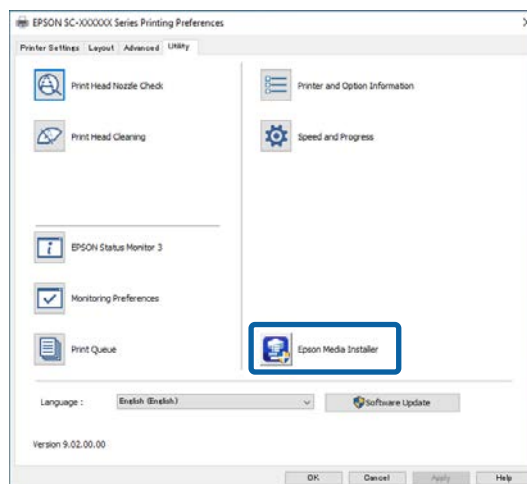 EPSON SC-XXXXXX Series Printing Preferences
Printer Settings Layout Advanced Utility
Print Head Nozzle Check
Printer and Option Information
Print Head Cleaning
Speed and Progress
EPSON Status Monitor 3
Monitoring Preferences
Print Queue
Epson Media Installer
Language : English (English) Software Update
Version 9.02.00.00
OK Cancel Apply Help